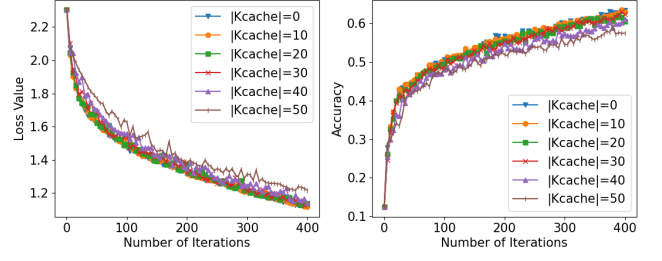 2.2
2.0
1.8
1.6
1.4
1.2
Loss Value
|Kcache|=0
|Kcache|=10
|Kcache|=20
|Kcache|=30
|Kcache|=40
|Kcache|=50
0 100 200 300 400
Number of Iterations
0.6
0.5
0.4
0.3
0.2
0.1
Accuracy
|Kcache|=0
|Kcache|=10
|Kcache|=20
|Kcache|=30
|Kcache|=40
|Kcache|=50
0 100 200 300 400
Number of Iterations